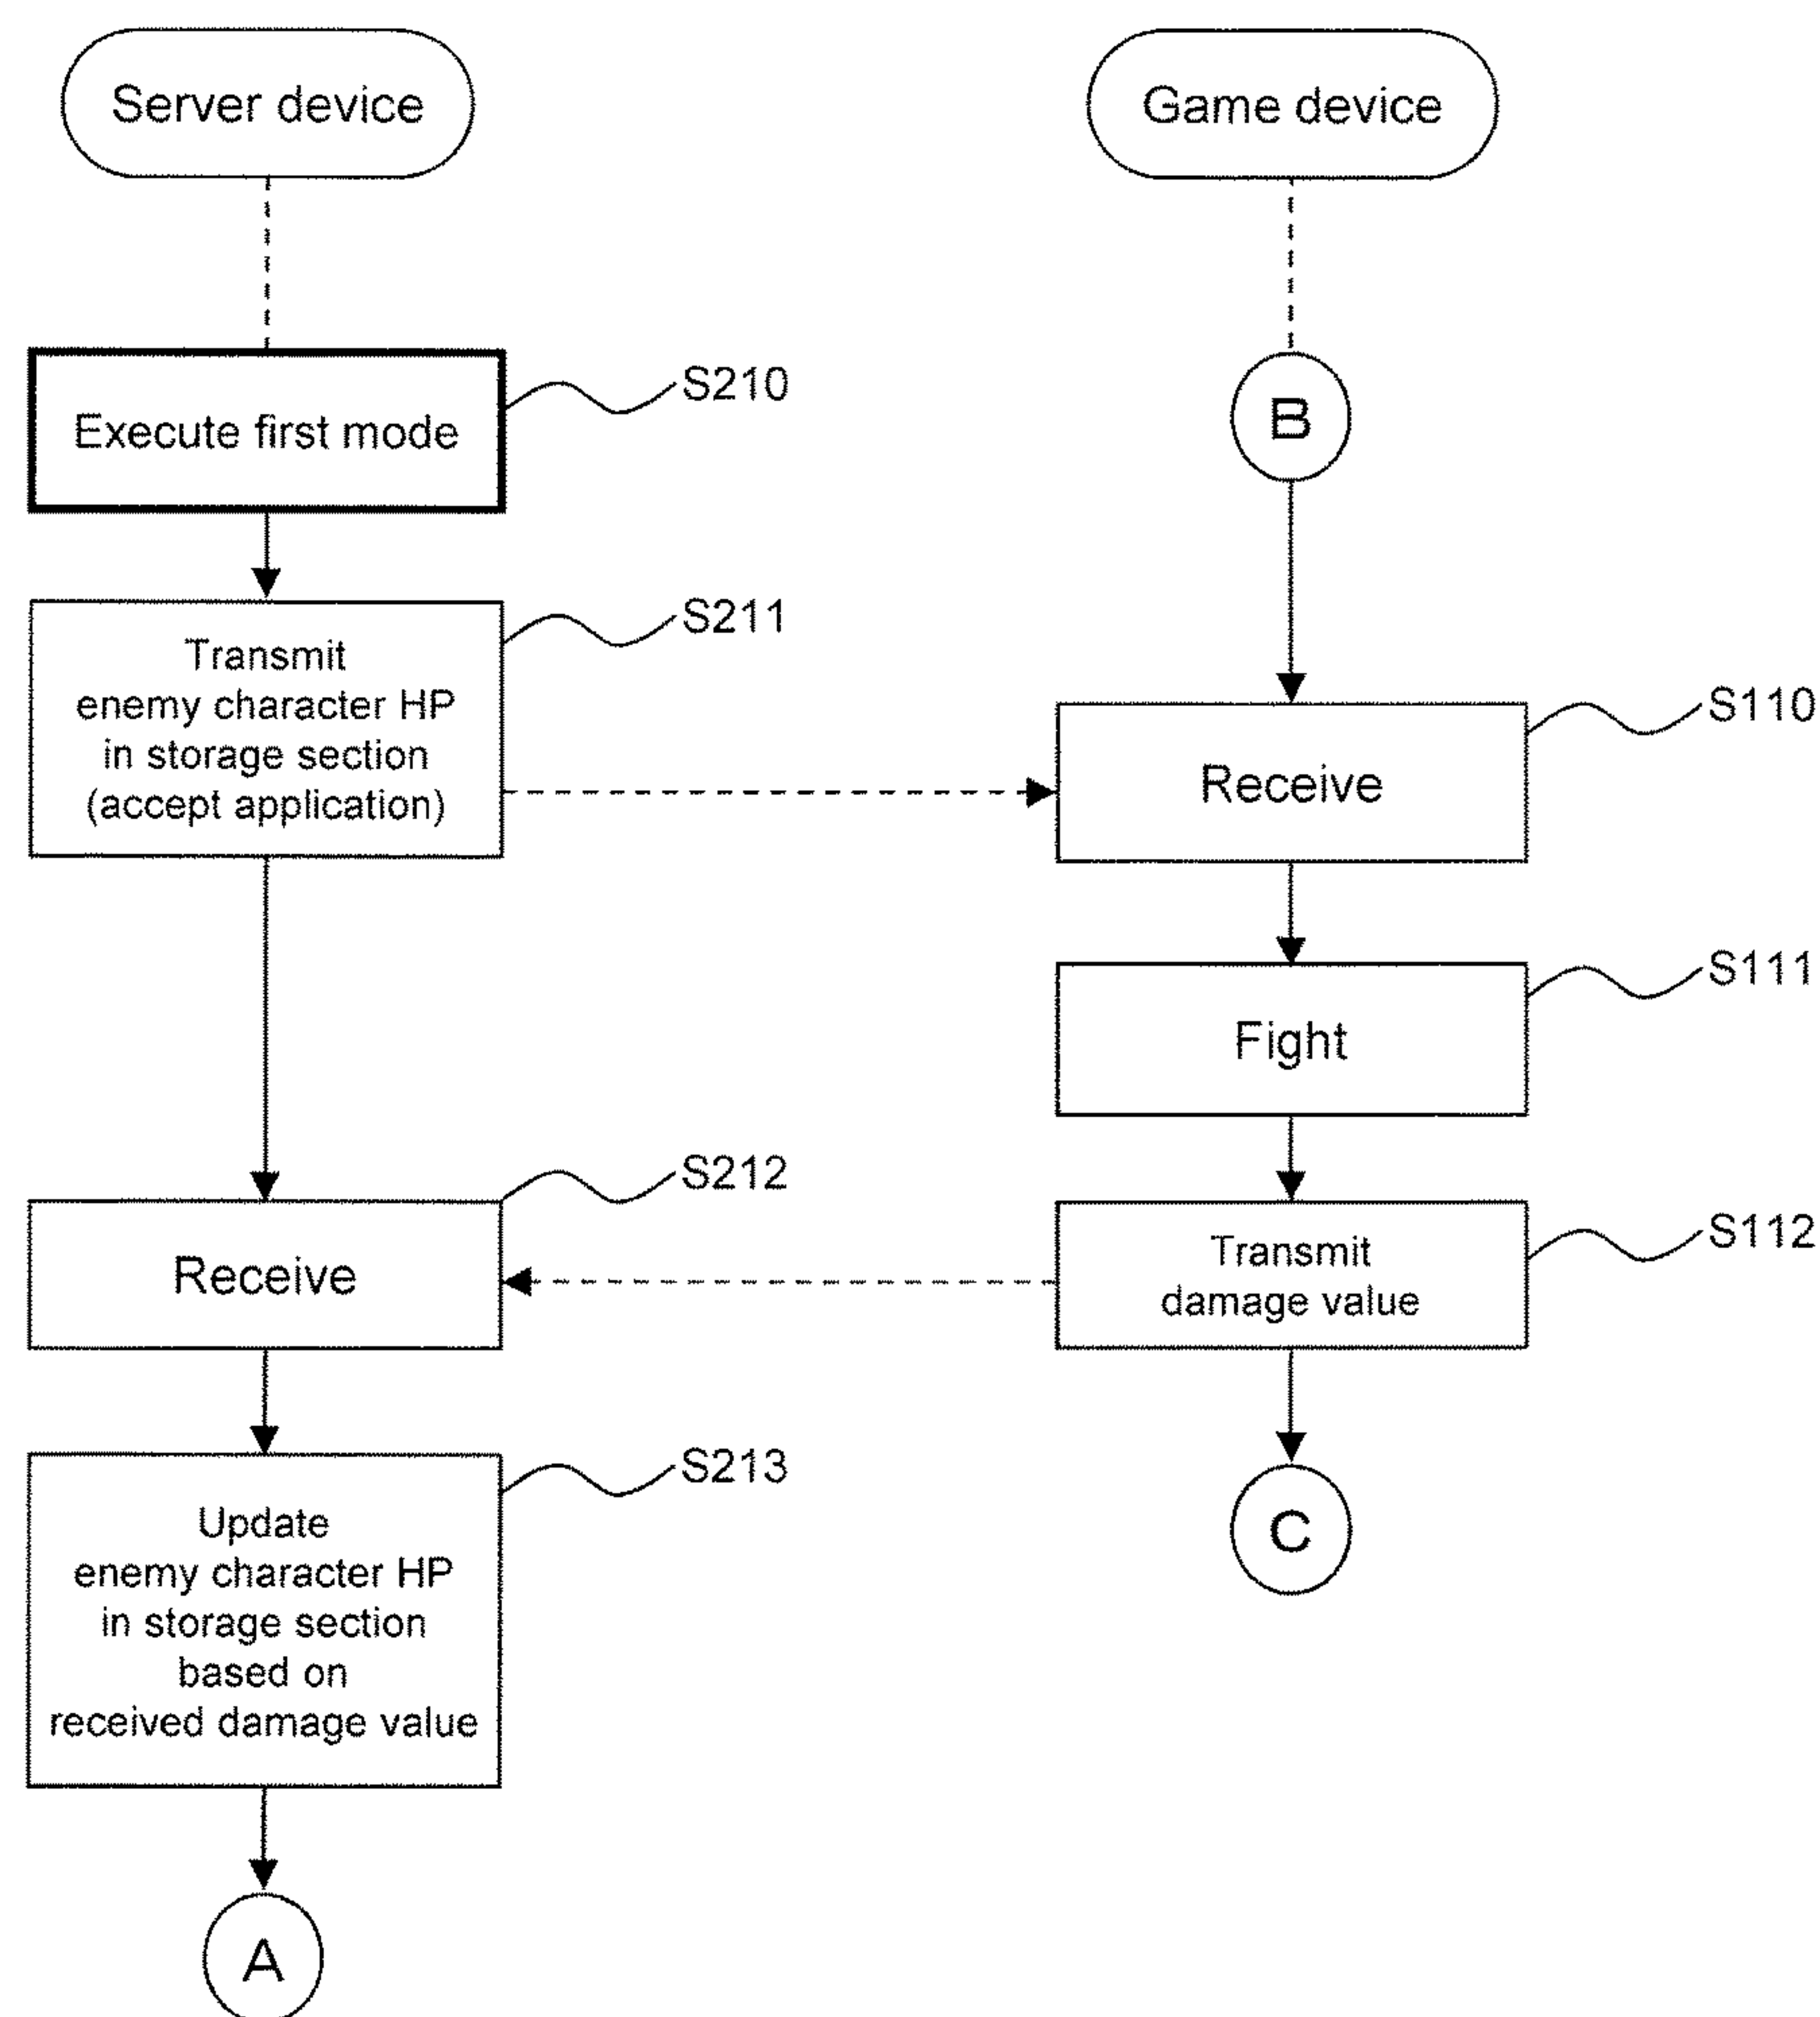 Server device
Execute first mode
S210
Transmit
enemy character HP
in storage section
(accept application)
S211
Receive
S212
Update
enemy character HP
in storage section
based on
received damage value
S213
A
Game device
B
Receive
S110
Fight
S111
Transmit
damage value
S112
C